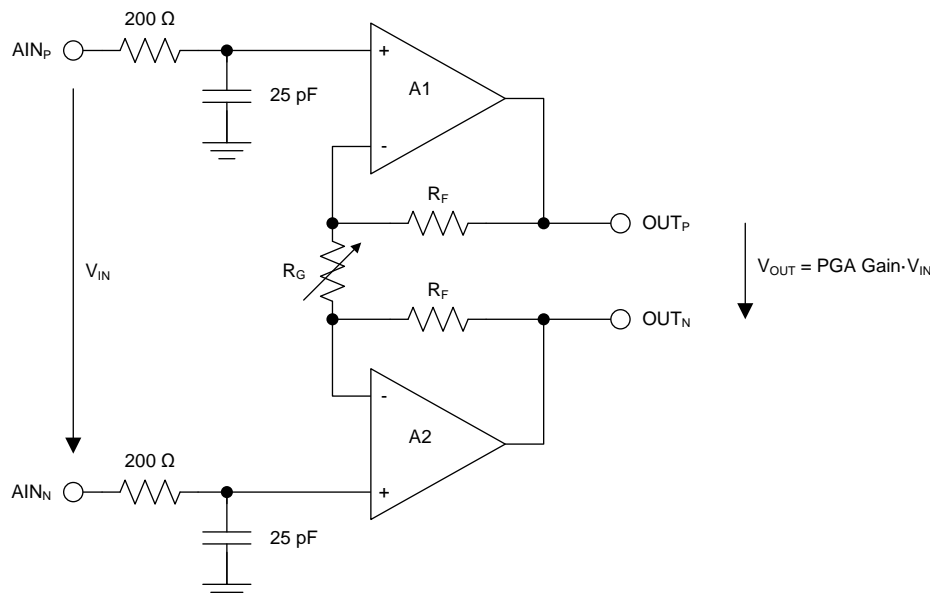 200 Ω
AINP
+
A1
25 pF
-
RF
OUTP
VIN
RG
VOUT = PGA Gain·VIN
RF
OUTN
-
A2
200 Ω
AINN
+
25 pF